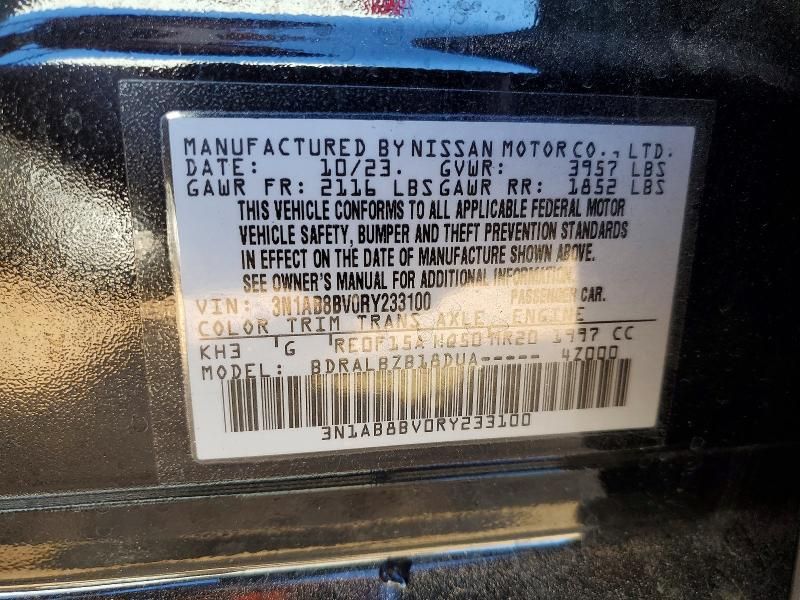 MANUFACTURED BY NISSAN MOTOR CO., LTD.
DATE: 10/23. GVWR: 3957 LBS
GAWR FR: 2116 LBS GAWR RR: 1852 LBS
THIS VEHICLE CONFORMS TO ALL APPLICABLE FEDERAL MOTOR
VEHICLE SAFETY, BUMPER AND THEFT PREVENTION STANDARDS
IN EFFECT ON THE DATE OF MANUFACTURE SHOWN ABOVE.
SEE OWNER'S MANUAL FOR ADDITIONAL INFORMATION.
VIN: 3N1AB8BV0RY233100 PASSENGER CAR.
COLOR TRIM TRANS AXLE ENGINE
KH3 G RE0F15A HQ50 MR20 1997 CC
MODEL: BDRALBZB18DUA----- 4Z000
3N1AB8BV0RY233100